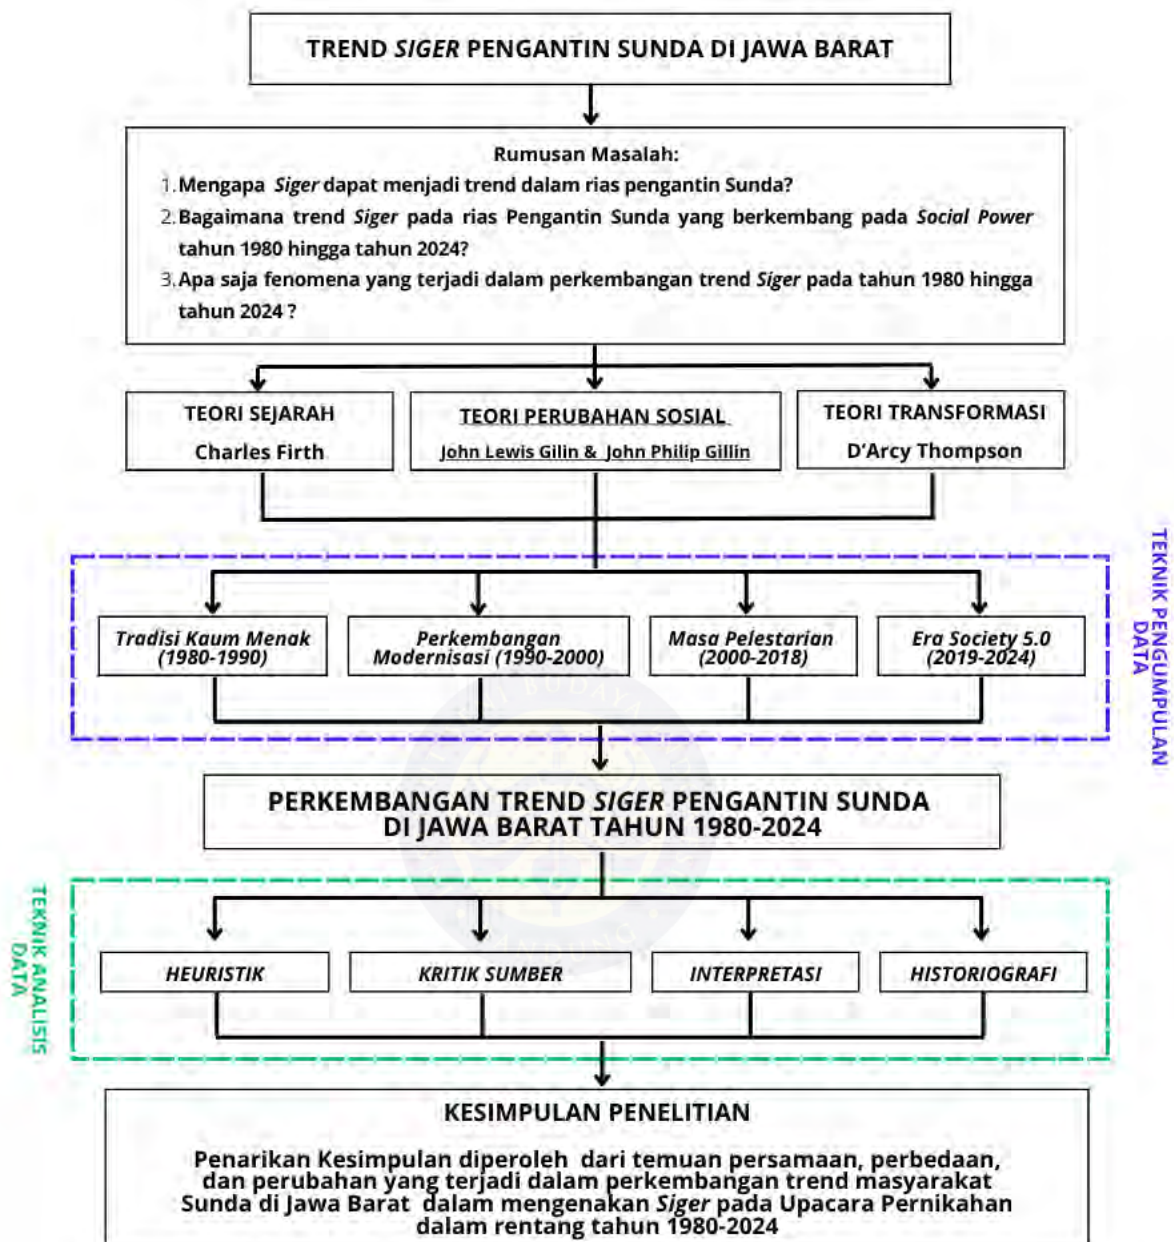 TREND SIGER PENGANTIN SUNDA DI JAWA BARAT
Rumusan Masalah:
1. Mengapa Siger dapat menjadi trend dalam rias pengantin Sunda?
2. Bagaimana trend Siger pada rias Pengantin Sunda yang berkembang pada Social Power
tahun 1980 hingga tahun 2024?
3. Apa saja fenomena yang terjadi dalam perkembangan trend Siger pada tahun 1980 hingga
tahun 2024 ?
TEORI SEJARAH
Charles Firth
TEORI PERUBAHAN SOSIAL
John Lewis Gilin & John Philip Gillin
TEORI TRANSFORMASI
D'Arcy Thompson
TEKNIK PENGUMPULAN
DATA
Tradisi Kaum Menak
(1980-1990)
Perkembangan
Modernisasi (1990-2000)
Masa Pelestarian
(2000-2018)
Era Society 5.0
(2019-2024)
PERKEMBANGAN TREND SIGER PENGANTIN SUNDA
DI JAWA BARAT TAHUN 1980-2024
TEKNIK ANALISIS
DATA
HEURISTIK
KRITIK SUMBER
INTERPRETASI
HISTORIOGRAFI
KESIMPULAN PENELITIAN
Penarikan Kesimpulan diperoleh dari temuan persamaan, perbedaan,
dan perubahan yang terjadi dalam perkembangan trend masyarakat
Sunda di Jawa Barat dalam mengenakan Siger pada Upacara Pernikahan
dalam rentang tahun 1980-2024